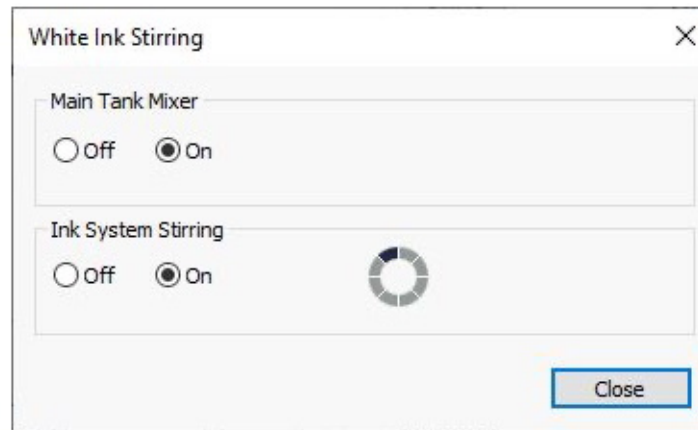 White Ink Stirring
Main Tank Mixer
Off On
Ink System Stirring
Off On
Close